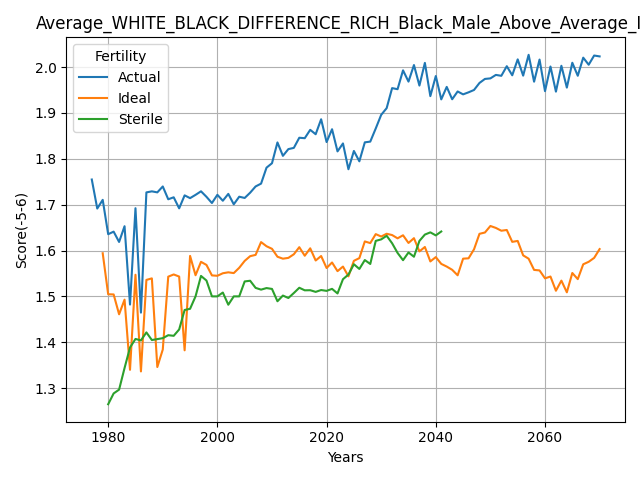 Average_WHITE_BLACK_DIFFERENCE_RICH_Black_Male_Above_Average_I
Fertility
Actual
Ideal
Sterile
Score(-5-6)
2.0
1.9
1.8
1.7
1.6
1.5
1.4
1.3
1980 2000 2020 2040 2060
Years